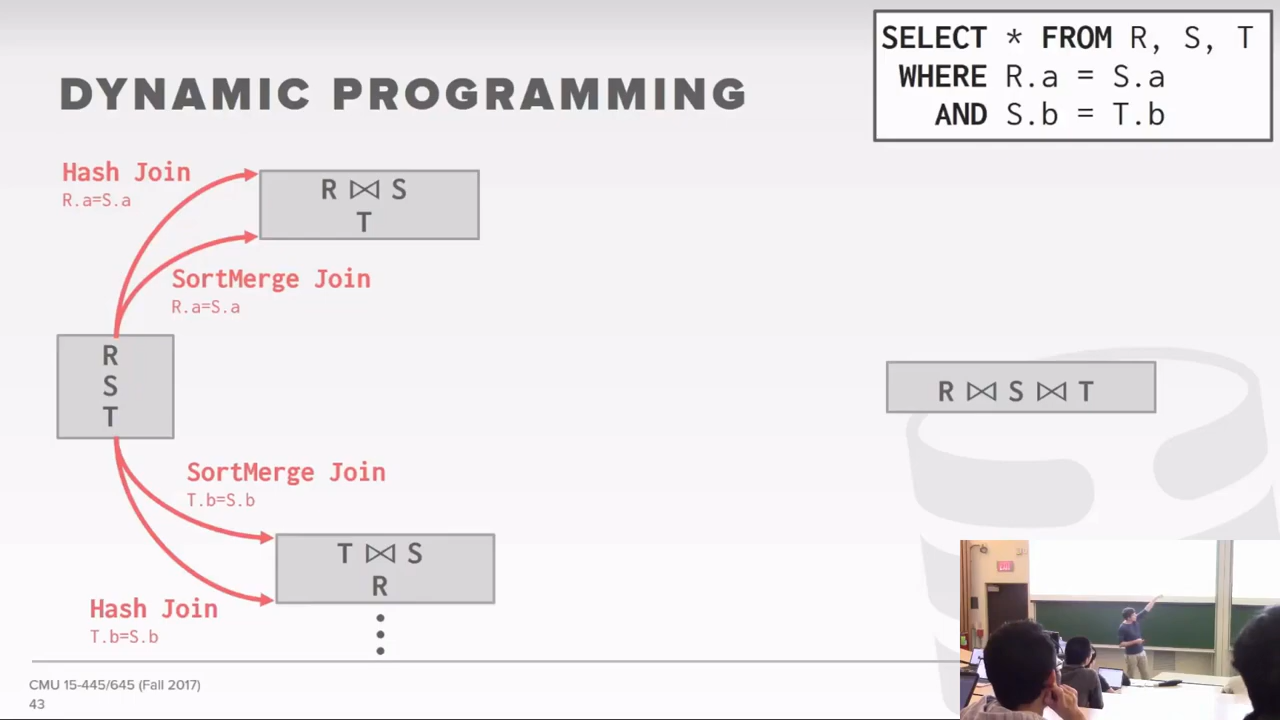 SELECT * FROM R, S, T
WHERE R.a = S.a
AND S.b = T.b
DYNAMIC PROGRAMMING
Hash Join
R.a=S.a
R ⋈ S
T
SortMerge Join
R.a=S.a
R
S
T
R ⋈ S ⋈ T
SortMerge Join
T.b=S.b
T ⋈ S
R
Hash Join
T.b=S.b
CMU 15-445/645 (Fall 2017)
43